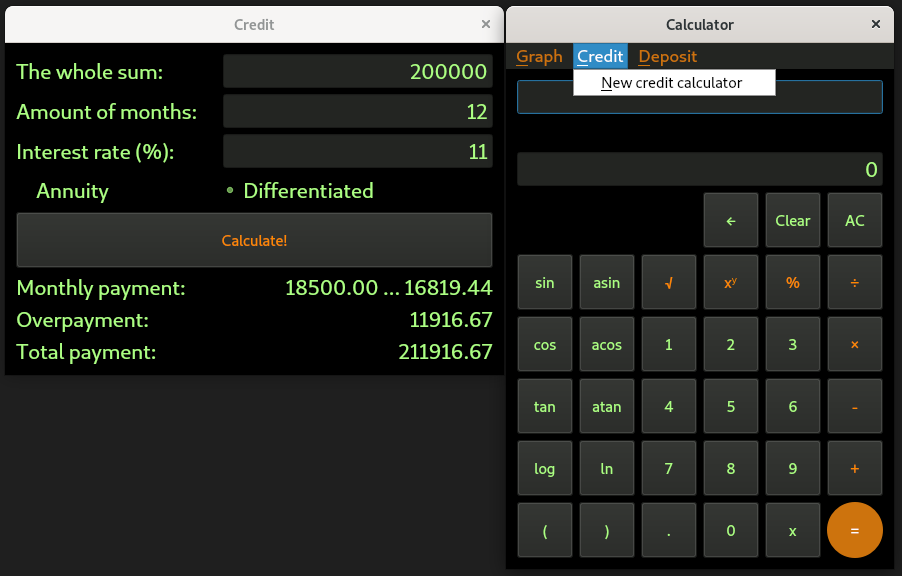 Credit ×
The whole sum: 200000
Amount of months: 12
Interest rate (%): 11
Annuity • Differentiated
Calculate!
Monthly payment: 18500.00 ... 16819.44
Overpayment: 11916.67
Total payment: 211916.67
Calculator ×
Graph Credit Deposit
New credit calculator
0
← Clear AC
sin asin √ xʸ % ÷
cos acos 1 2 3 ×
tan atan 4 5 6 -
log ln 7 8 9 +
( ) . 0 x =